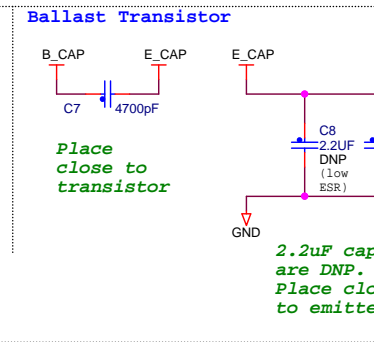 Ballast Transistor
B_CAP
E_CAP
E_CAP
C7
4700pF
C8
2.2UF
DNP
(low
ESR)
Place
close to
transistor
GND
2.2uF cap
are DNP.
Place clo
to emitte